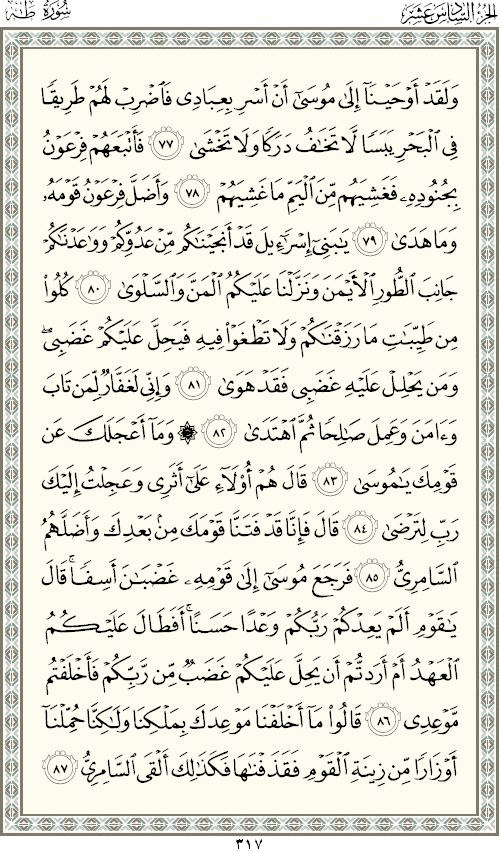 الجزء السادس عشر
سورة طه
وَلَقَدْ أَوْحَيْنَآ إِلَىٰ مُوسَىٰٓ أَنْ أَسْرِ بِعِبَادِى فَٱضْرِبْ لَهُمْ طَرِيقًا
فِى ٱلْبَحْرِ يَبَسًا لَّا تَخَٰفُ دَرَكًا وَلَا تَخْشَىٰ ٧٧ فَأَتْبَعَهُمْ فِرْعَوْنُ
بِجُنُودِهِۦ فَغَشِيَهُم مِّنَ ٱلْيَمِّ مَا غَشِيَهُمْ ٧٨ وَأَضَلَّ فِرْعَوْنُ قَوْمَهُۥ
وَمَا هَدَىٰ ٧٩ يَٰبَنِىٓ إِسْرَٰٓءِيلَ قَدْ أَنجَيْنَٰكُم مِّنْ عَدُوِّكُمْ وَوَٰعَدْنَٰكُمْ
جَانِبَ ٱلطُّورِ ٱلْأَيْمَنَ وَنَزَّلْنَا عَلَيْكُمُ ٱلْمَنَّ وَٱلسَّلْوَىٰ ٨٠ كُلُوا۟
مِن طَيِّبَٰتِ مَا رَزَقْنَٰكُمْ وَلَا تَطْغَوْا۟ فِيهِ فَيَحِلَّ عَلَيْكُمْ غَضَبِى ۖ
وَمَن يَحْلِلْ عَلَيْهِ غَضَبِى فَقَدْ هَوَىٰ ٨١ وَإِنِّى لَغَفَّارٌ لِّمَن تَابَ
وَءَامَنَ وَعَمِلَ صَٰلِحًا ثُمَّ ٱهْتَدَىٰ ٨٢ ۞ وَمَآ أَعْجَلَكَ عَن
قَوْمِكَ يَٰمُوسَىٰ ٨٣ قَالَ هُمْ أُو۟لَآءِ عَلَىٰٓ أَثَرِى وَعَجِلْتُ إِلَيْكَ
رَبِّ لِتَرْضَىٰ ٨٤ قَالَ فَإِنَّا قَدْ فَتَنَّا قَوْمَكَ مِنۢ بَعْدِكَ وَأَضَلَّهُمُ
ٱلسَّامِرِىُّ ٨٥ فَرَجَعَ مُوسَىٰٓ إِلَىٰ قَوْمِهِۦ غَضْبَٰنَ أَسِفًا ۚ قَالَ
يَٰقَوْمِ أَلَمْ يَعِدْكُمْ رَبُّكُمْ وَعْدًا حَسَنًا ۚ أَفَطَالَ عَلَيْكُمُ
ٱلْعَهْدُ أَمْ أَرَدتُّمْ أَن يَحِلَّ عَلَيْكُمْ غَضَبٌ مِّن رَّبِّكُمْ فَأَخْلَفْتُم
مَّوْعِدِى ٨٦ قَالُوا۟ مَآ أَخْلَفْنَا مَوْعِدَكَ بِمَلْكِنَا وَلَٰكِنَّا حُمِّلْنَآ
أَوْزَارًا مِّن زِينَةِ ٱلْقَوْمِ فَقَذَفْنَٰهَا فَكَذَٰلِكَ أَلْقَى ٱلسَّامِرِىُّ ٨٧
٣١٧